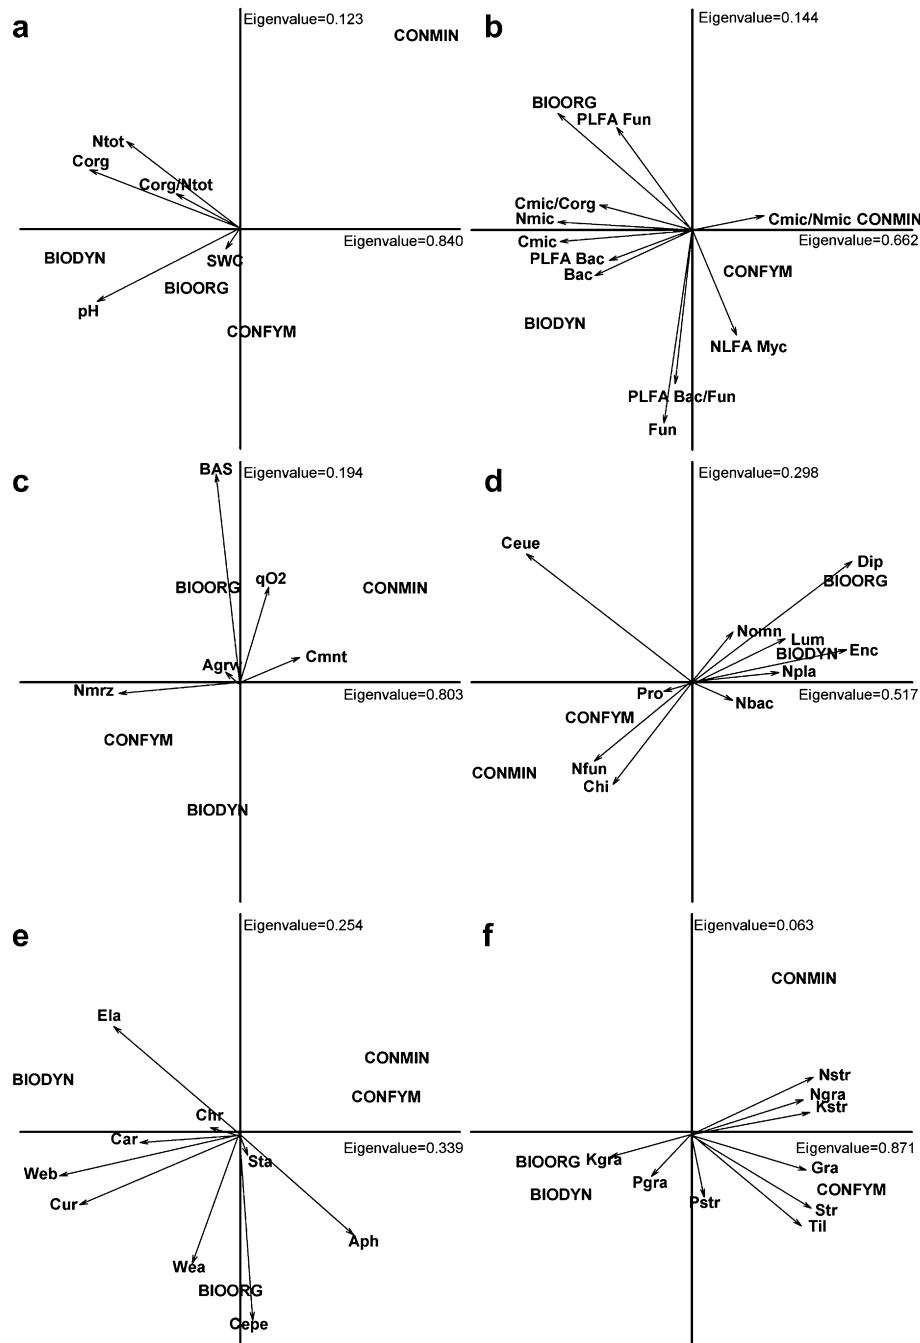 a
Eigenvalue=0.123
CONMIN
Ntot
Corg
Corg/Ntot
Eigenvalue=0.840
BIODYN
SWC
BIOORG
pH
CONFYM
b
Eigenvalue=0.144
BIOORG
PLFA Fun
Cmic/Corg
Nmic
Cmic/Nmic CONMIN
Cmic
Eigenvalue=0.662
PLFA Bac
Bac
CONFYM
BIODYN
NLFA Myc
PLFA Bac/Fun
Fun
c
BAS
Eigenvalue=0.194
BIOORG
qO2
CONMIN
Agrw
Cmnt
Nmrz
Eigenvalue=0.803
CONFYM
BIODYN
d
Eigenvalue=0.298
Ceue
Dip
BIOORG
Nomn
Lum
BIODYN
Enc
Npla
Pro
Eigenvalue=0.517
Nbac
CONFYM
Nfun
CONMIN
Chi
e
Eigenvalue=0.254
Ela
CONMIN
BIODYN
CONFYM
Chr
Car
Eigenvalue=0.339
Sta
Web
Cur
Aph
Wea
BIOORG
Cepe
f
Eigenvalue=0.063
CONMIN
Nstr
Ngra
Kstr
Eigenvalue=0.871
BIOORG
Kgra
Gra
Pgra
BIODYN
CONFYM
Pstr
Str
Til